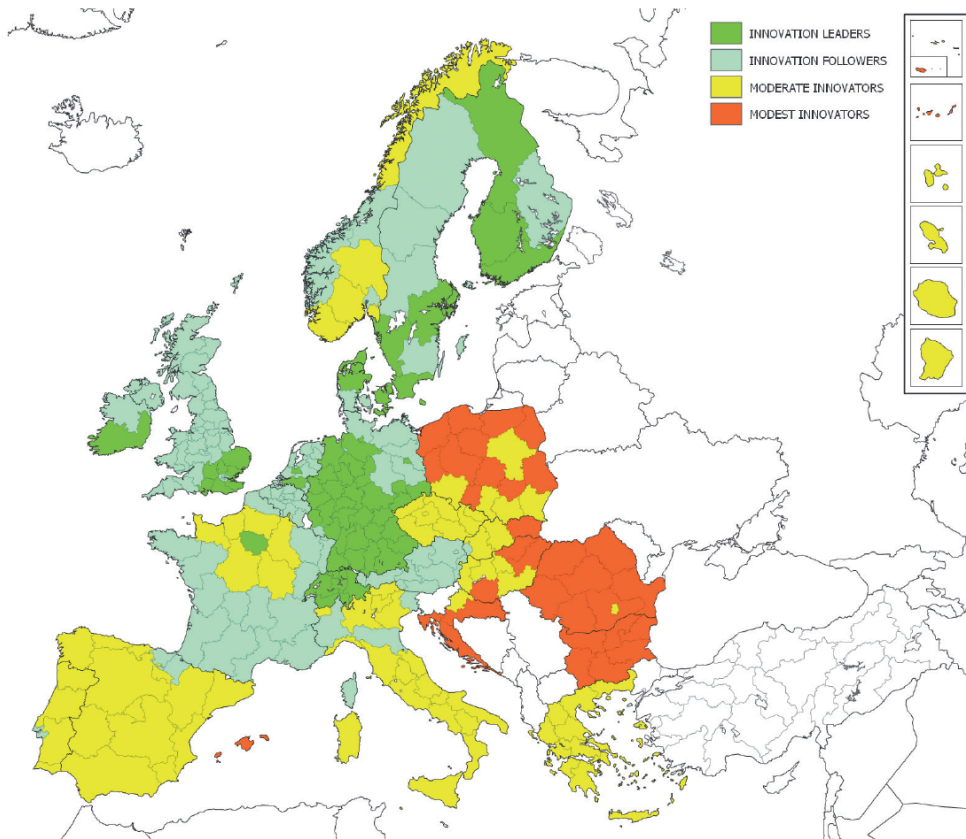 INNOVATION LEADERS
INNOVATION FOLLOWERS
MODERATE INNOVATORS
MODEST INNOVATORS